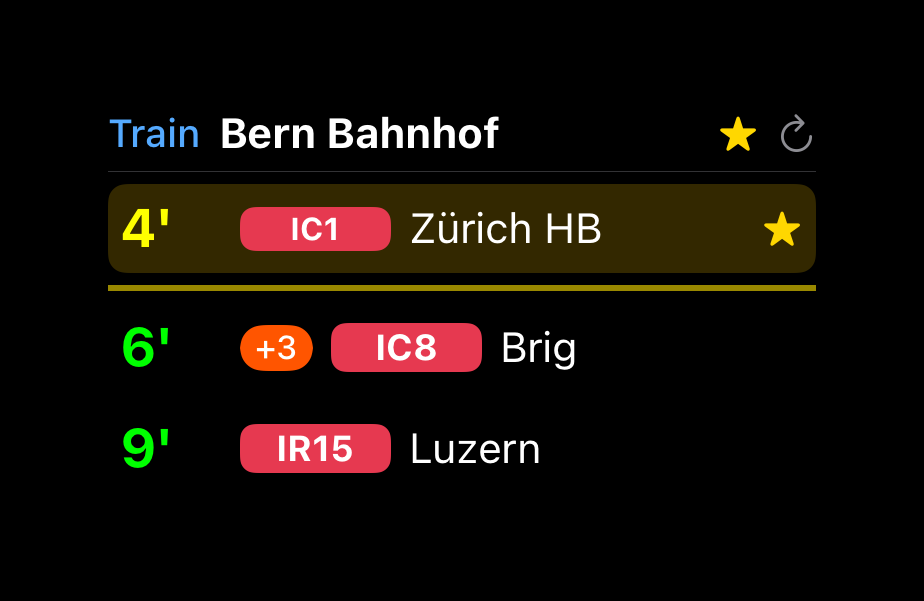 Train Bern Bahnhof
4' IC1 Zürich HB
6' +3 IC8 Brig
9' IR15 Luzern